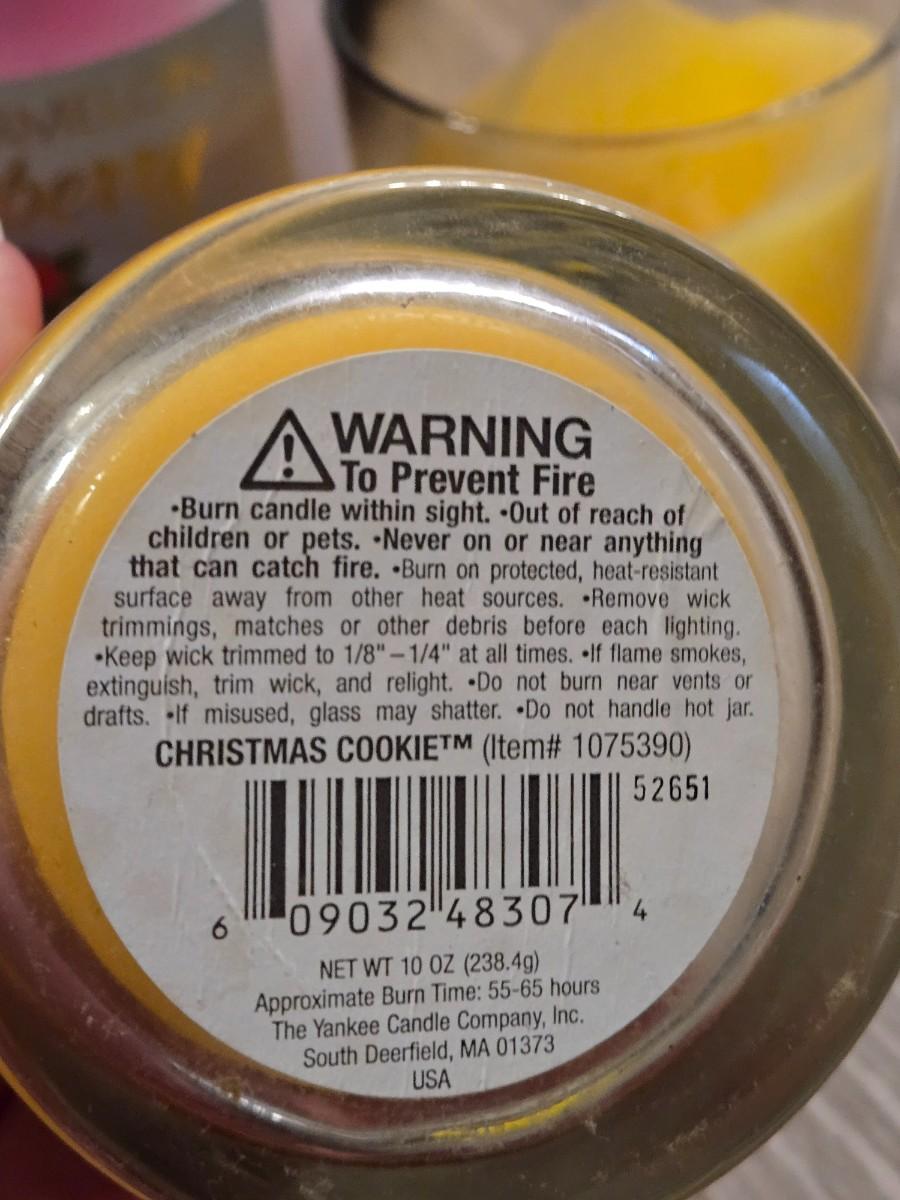 WARNING
To Prevent Fire
•Burn candle within sight. •Out of reach of
children or pets. •Never on or near anything
that can catch fire. •Burn on protected, heat-resistant
surface away from other heat sources. •Remove wick
trimmings, matches or other debris before each lighting.
•Keep wick trimmed to 1/8"–1/4" at all times. •If flame smokes,
extinguish, trim wick, and relight. •Do not burn near vents or
drafts. •If misused, glass may shatter. •Do not handle hot jar.
CHRISTMAS COOKIE™ (Item# 1075390)
52651
6 09032 48307 4
NET WT 10 OZ (238.4g)
Approximate Burn Time: 55-65 hours
The Yankee Candle Company, Inc.
South Deerfield, MA 01373
USA